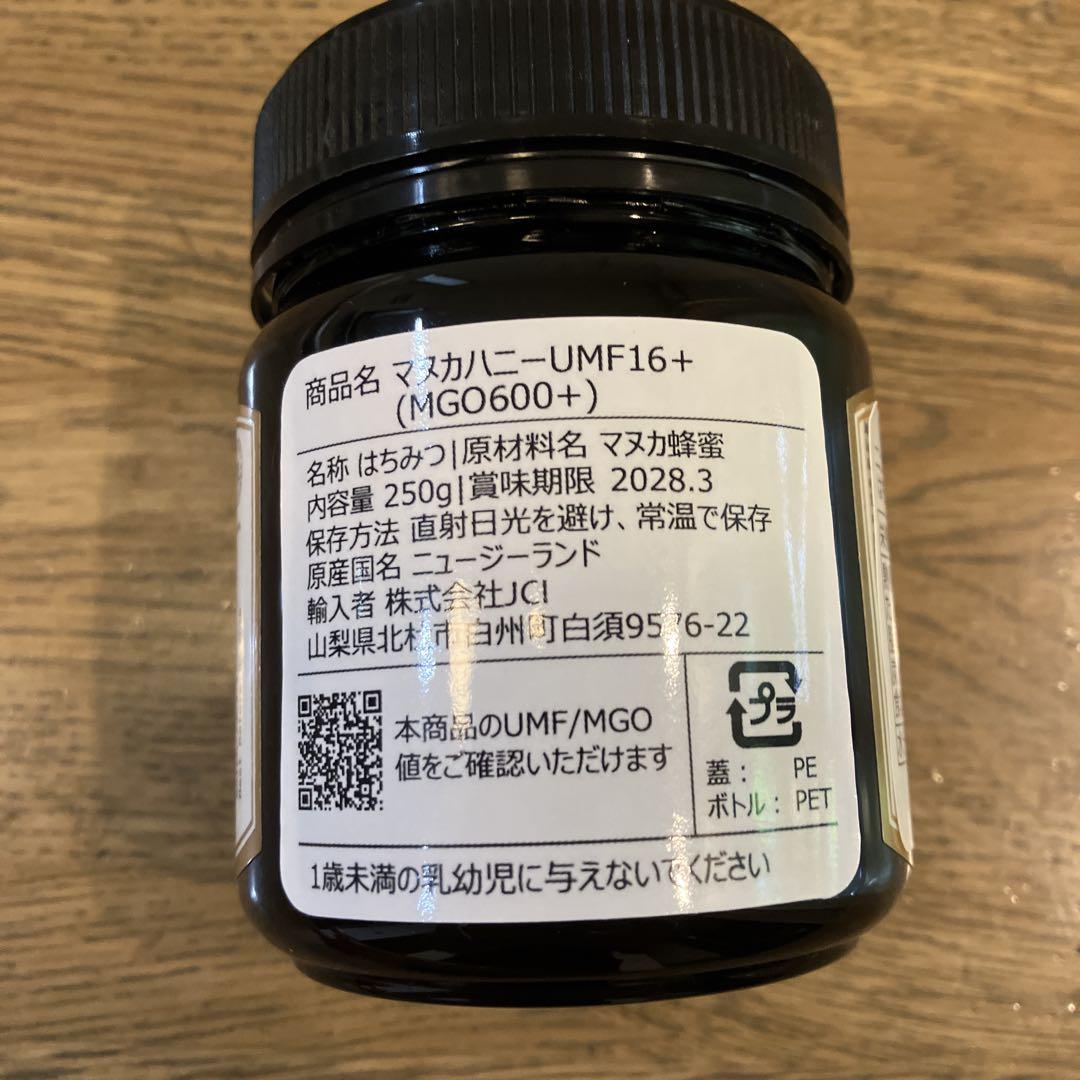 商品名 マヌカハニーUMF16+
(MGO600+)
名称 はちみつ|原材料名 マヌカ蜂蜜
内容量 250g|賞味期限 2028.3
保存方法 直射日光を避け、常温で保存
原産国名 ニュージーランド
輸入者 株式会社JCI
山梨県北杜市白州町白須9576-22
本商品のUMF/MGO
値をご確認いただけます
プラ
蓋： PE
ボトル： PET
1歳未満の乳幼児に与えないでください